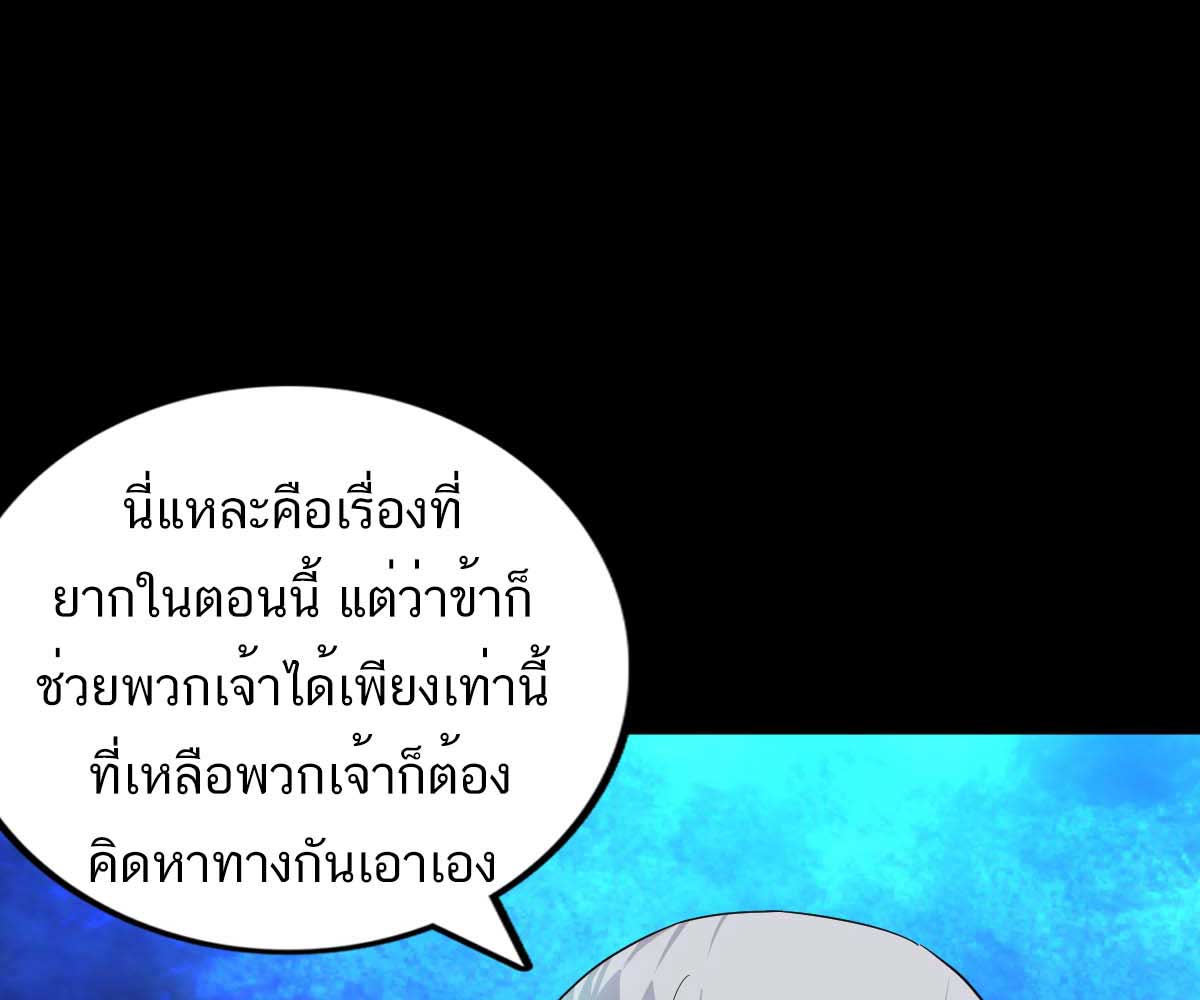 นี่แหละคือเรื่องที่
ยากในตอนนี้ แต่ว่าข้าก็
ช่วยพวกเจ้าได้เพียงเท่านี้
ที่เหลือพวกเจ้าก็ต้อง
คิดหาทางกันเอาเอง